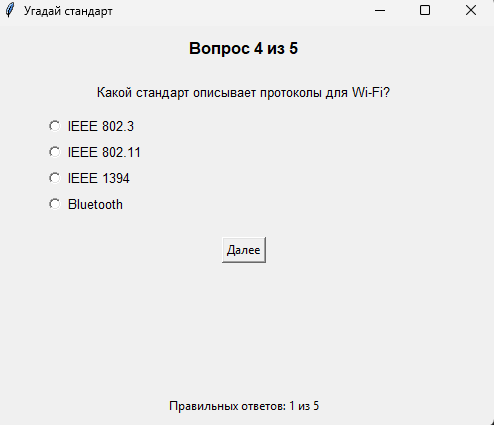 Угадай стандарт
Вопрос 4 из 5
Какой стандарт описывает протоколы для Wi-Fi?
IEEE 802.3
IEEE 802.11
IEEE 1394
Bluetooth
Далее
Правильных ответов: 1 из 5